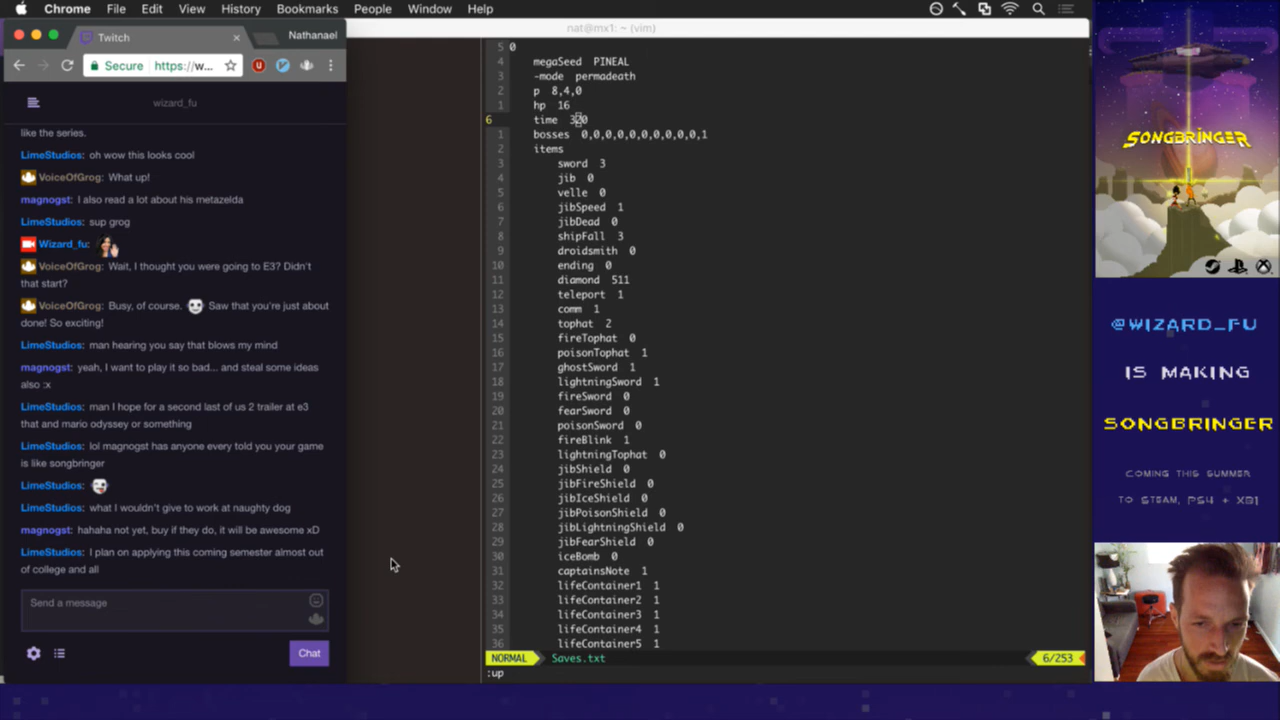 Chrome File Edit View History Bookmarks People Window Help
Twitch
Nathanael
Secure https://w...
wizard_fu
like the series.
LimeStudios: oh wow this looks cool
VoiceOfGrog: What up!
magnogst: I also read a lot about his metazelda
LimeStudios: sup grog
Wizard_fu:
VoiceOfGrog: Wait, I thought you were going to E3? Didn't
that start?
VoiceOfGrog: Busy, of course. Saw that you're just about
done! So exciting!
LimeStudios: man hearing you say that blows my mind
magnogst: yeah, I want to play it so bad... and steal some ideas
also :x
LimeStudios: man I hope for a second last of us 2 trailer at e3
that and mario odyssey or something
LimeStudios: lol magnogst has anyone every told you your game
is like songbringer
LimeStudios:
LimeStudios: what I wouldn't give to work at naughty dog
magnogst: hahaha not yet, buy if they do, it will be awesome xD
LimeStudios: I plan on applying this coming semester almost out
of college and all
Send a message
Chat
nat@mx1: ~ (vim)
5 0
4 megaSeed PINEAL
3 -mode permadeath
2 p 8,4,0
1 hp 16
6 time 320
1 bosses 0,0,0,0,0,0,0,0,0,0,1
2 items
3 sword 3
4 jib 0
5 velle 0
6 jibSpeed 1
7 jibDead 0
8 shipFall 3
9 droidsmith 0
10 ending 0
11 diamond 511
12 teleport 1
13 comm 1
14 tophat 2
15 fireTophat 0
16 poisonTophat 1
17 ghostSword 1
18 lightningSword 1
19 fireSword 0
20 fearSword 0
21 poisonSword 0
22 fireBlink 1
23 lightningTophat 0
24 jibShield 0
25 jibFireShield 0
26 jibIceShield 0
27 jibPoisonShield 0
28 jibLightningShield 0
29 jibFearShield 0
30 iceBomb 0
31 captainsNote 1
32 lifeContainer1 1
33 lifeContainer2 1
34 lifeContainer3 1
35 lifeContainer4 1
36 lifeContainer5 1
NORMAL Saves.txt 6/253
:up
SONGBRINGER
@WIZARD_FU
IS MAKING
SONGBRINGER
COMING THIS SUMMER
TO STEAM, PS4 + XB1